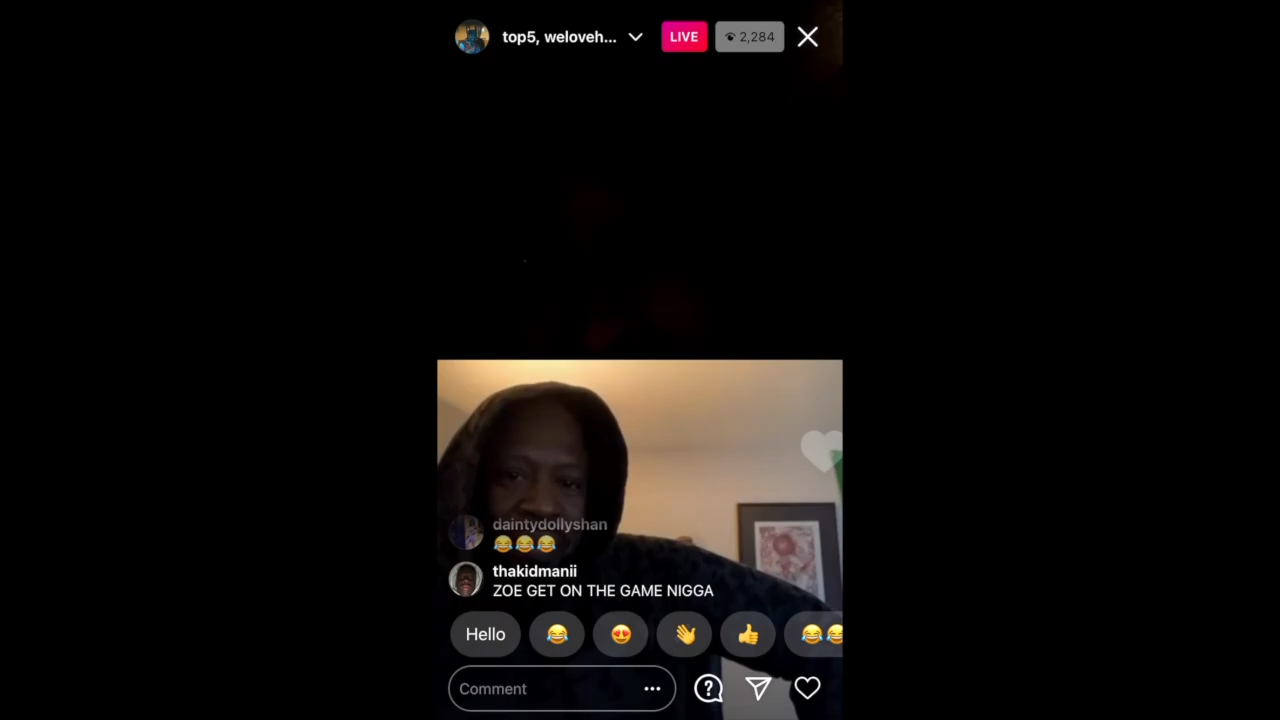 top5, weloveh...
LIVE
2,284
daintydollyshan
😂😂😂
thakidmanii
ZOE GET ON THE GAME NIGGA
Hello
Comment